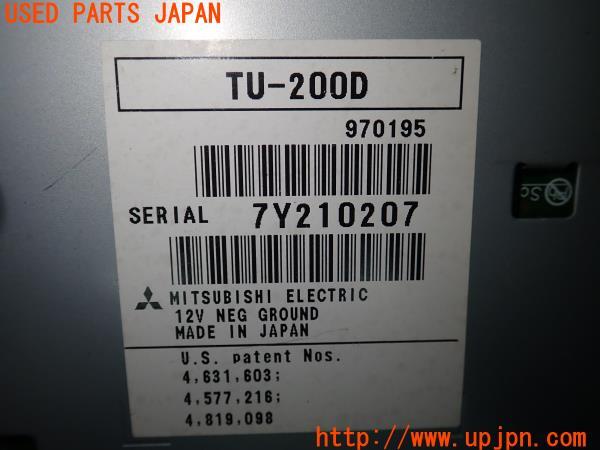 USED PARTS JAPAN
TU-200D
970195
SERIAL 7Y210207
MITSUBISHI ELECTRIC
12V NEG GROUND
MADE IN JAPAN
U.S. patent Nos.
4,631,603;
4,577,216;
4,819,098
Sc
http://www.upjpn.com/